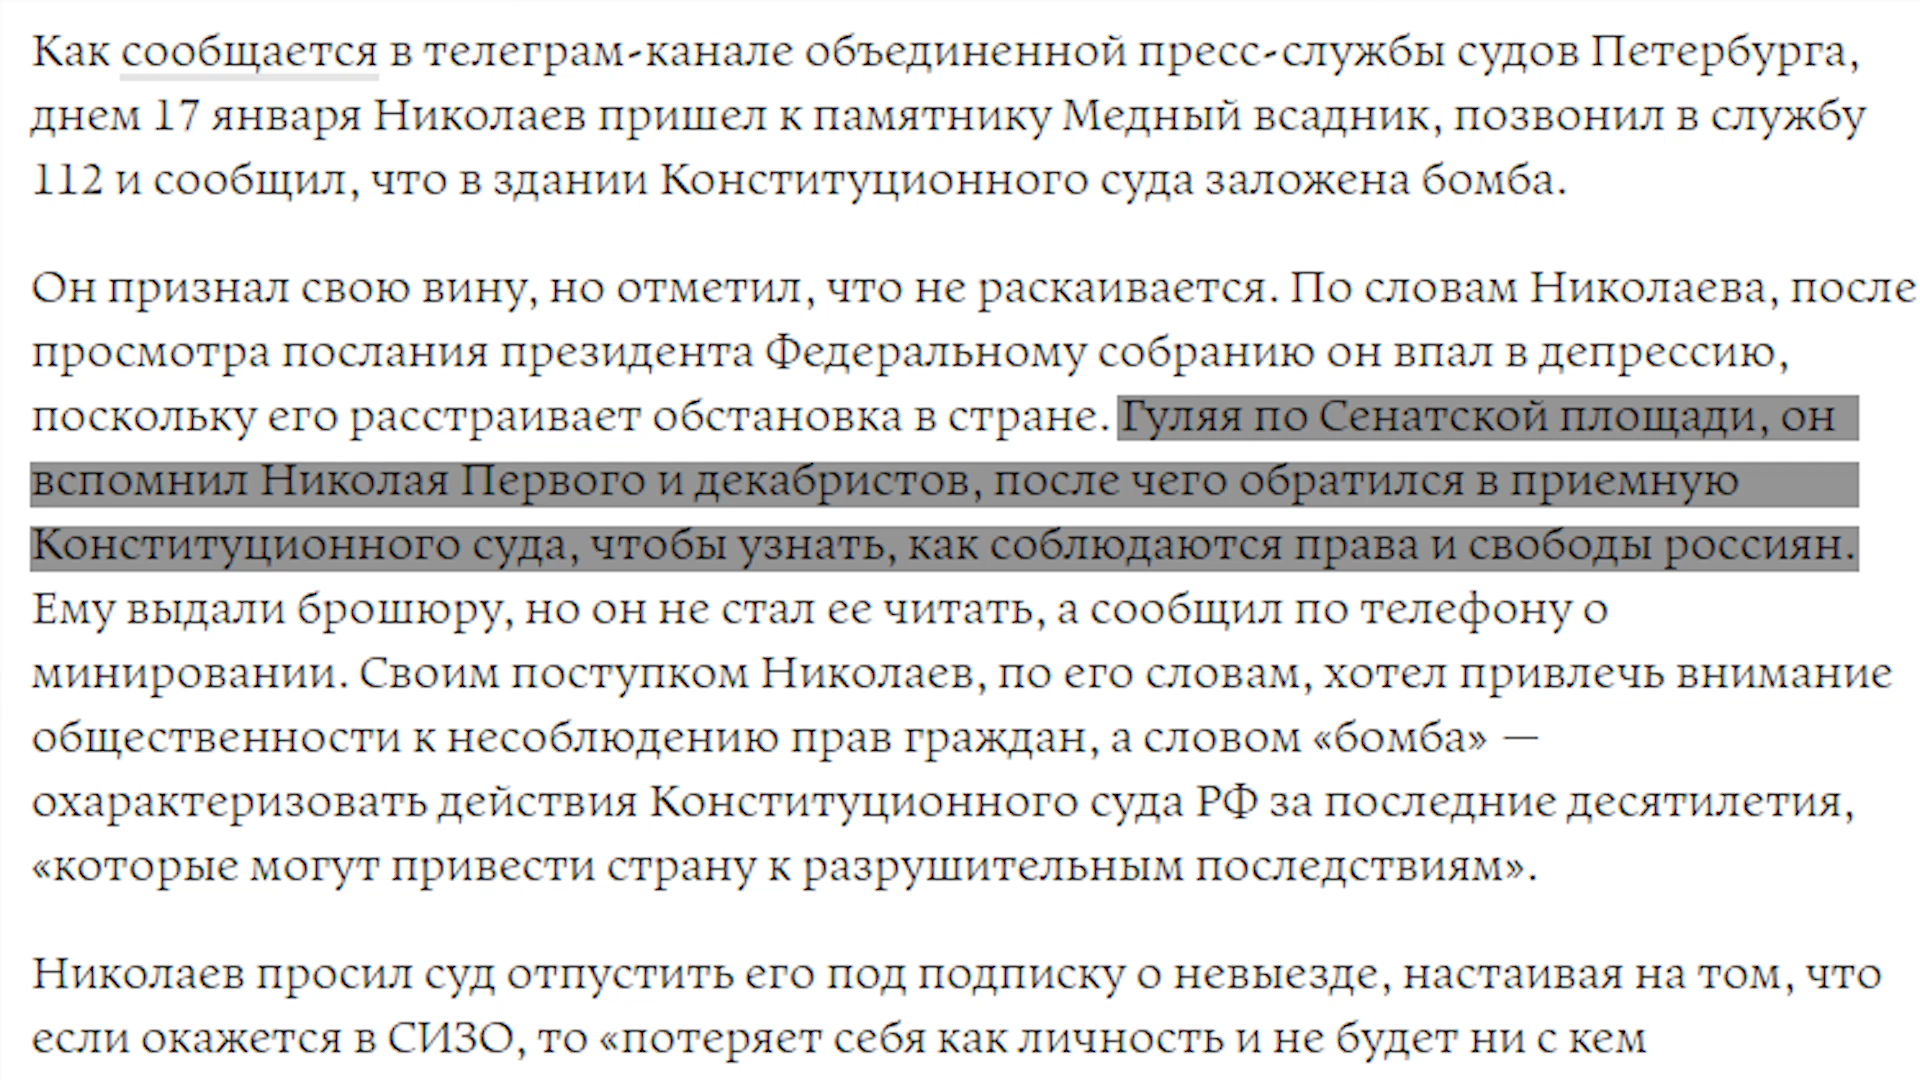 Как сообщается в телеграм-канале объединенной пресс-службы судов Петербурга,
днем 17 января Николаев пришел к памятнику Медный всадник, позвонил в службу
112 и сообщил, что в здании Конституционного суда заложена бомба.
Он признал свою вину, но отметил, что не раскаивается. По словам Николаева, после
просмотра послания президента Федеральному собранию он впал в депрессию,
поскольку его расстраивает обстановка в стране. Гуляя по Сенатской площади, он
вспомнил Николая Первого и декабристов, после чего обратился в приемную
Конституционного суда, чтобы узнать, как соблюдаются права и свободы россиян.
Ему выдали брошюру, но он не стал ее читать, а сообщил по телефону о
минировании. Своим поступком Николаев, по его словам, хотел привлечь внимание
общественности к несоблюдению прав граждан, а словом «бомба» —
охарактеризовать действия Конституционного суда РФ за последние десятилетия,
«которые могут привести страну к разрушительным последствиям».
Николаев просил суд отпустить его под подписку о невыезде, настаивая на том, что
если окажется в СИЗО, то «потеряет себя как личность и не будет ни с кем